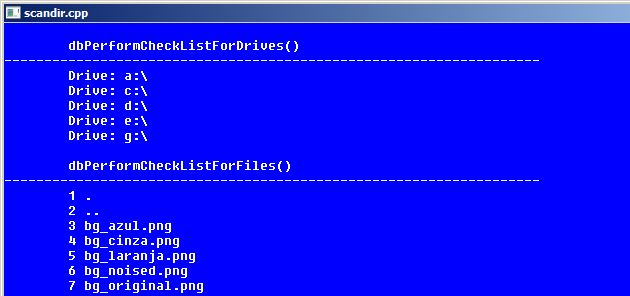 scandir.cpp
dbPerformCheckListForDrives()
-------------------------------------------------------------------
Drive: a:\
Drive: c:\
Drive: d:\
Drive: e:\
Drive: g:\
dbPerformCheckListForFiles()
-------------------------------------------------------------------
1 .
2 ..
3 bg_azul.png
4 bg_cinza.png
5 bg_laranja.png
6 bg_noised.png
7 bg_original.png